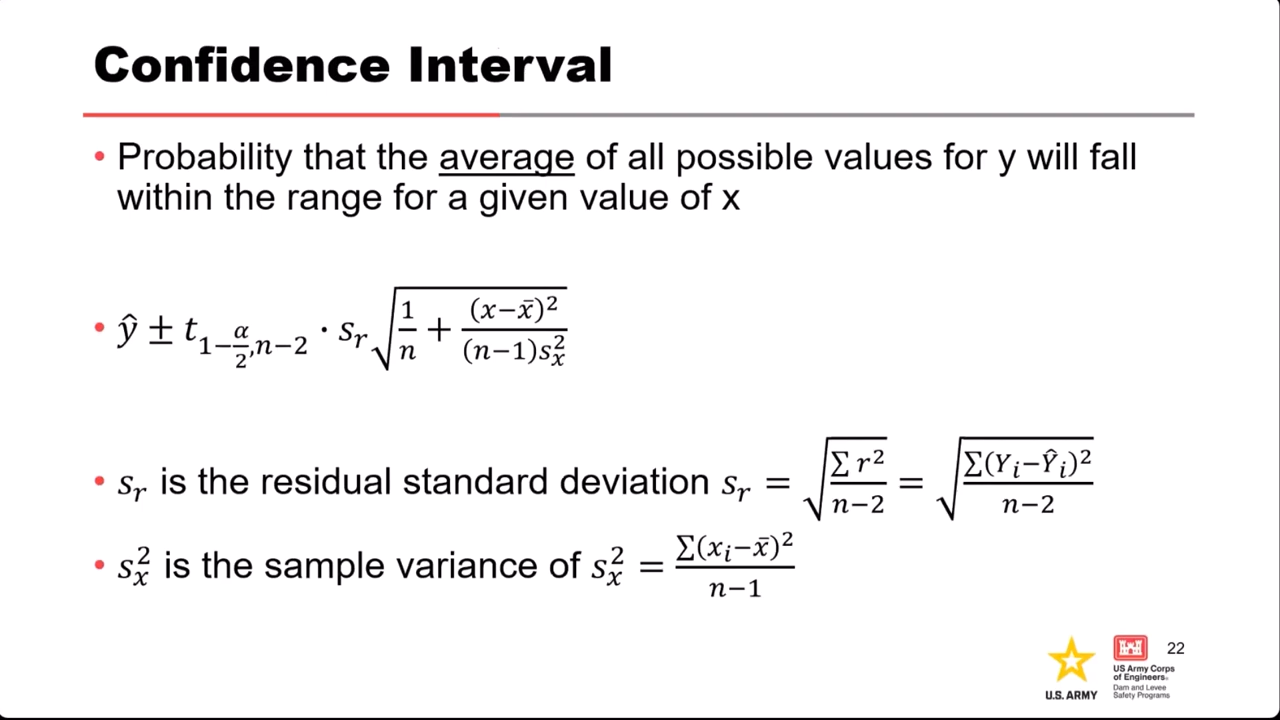 Confidence Interval
• Probability that the average of all possible values for y will fall
within the range for a given value of x
• ŷ ± t_{1−α/2,n−2} · s_r √(1/n + (x−x̄)²/((n−1)s_x²))
• s_r is the residual standard deviation s_r = √(∑ r²/(n−2)) = √(∑(Y_i−Ŷ_i)²/(n−2))
• s_x² is the sample variance of s_x² = ∑(x_i−x̄)²/(n−1)
22
U.S. ARMY
US Army Corps
of Engineers®
Dam and Levee
Safety Programs